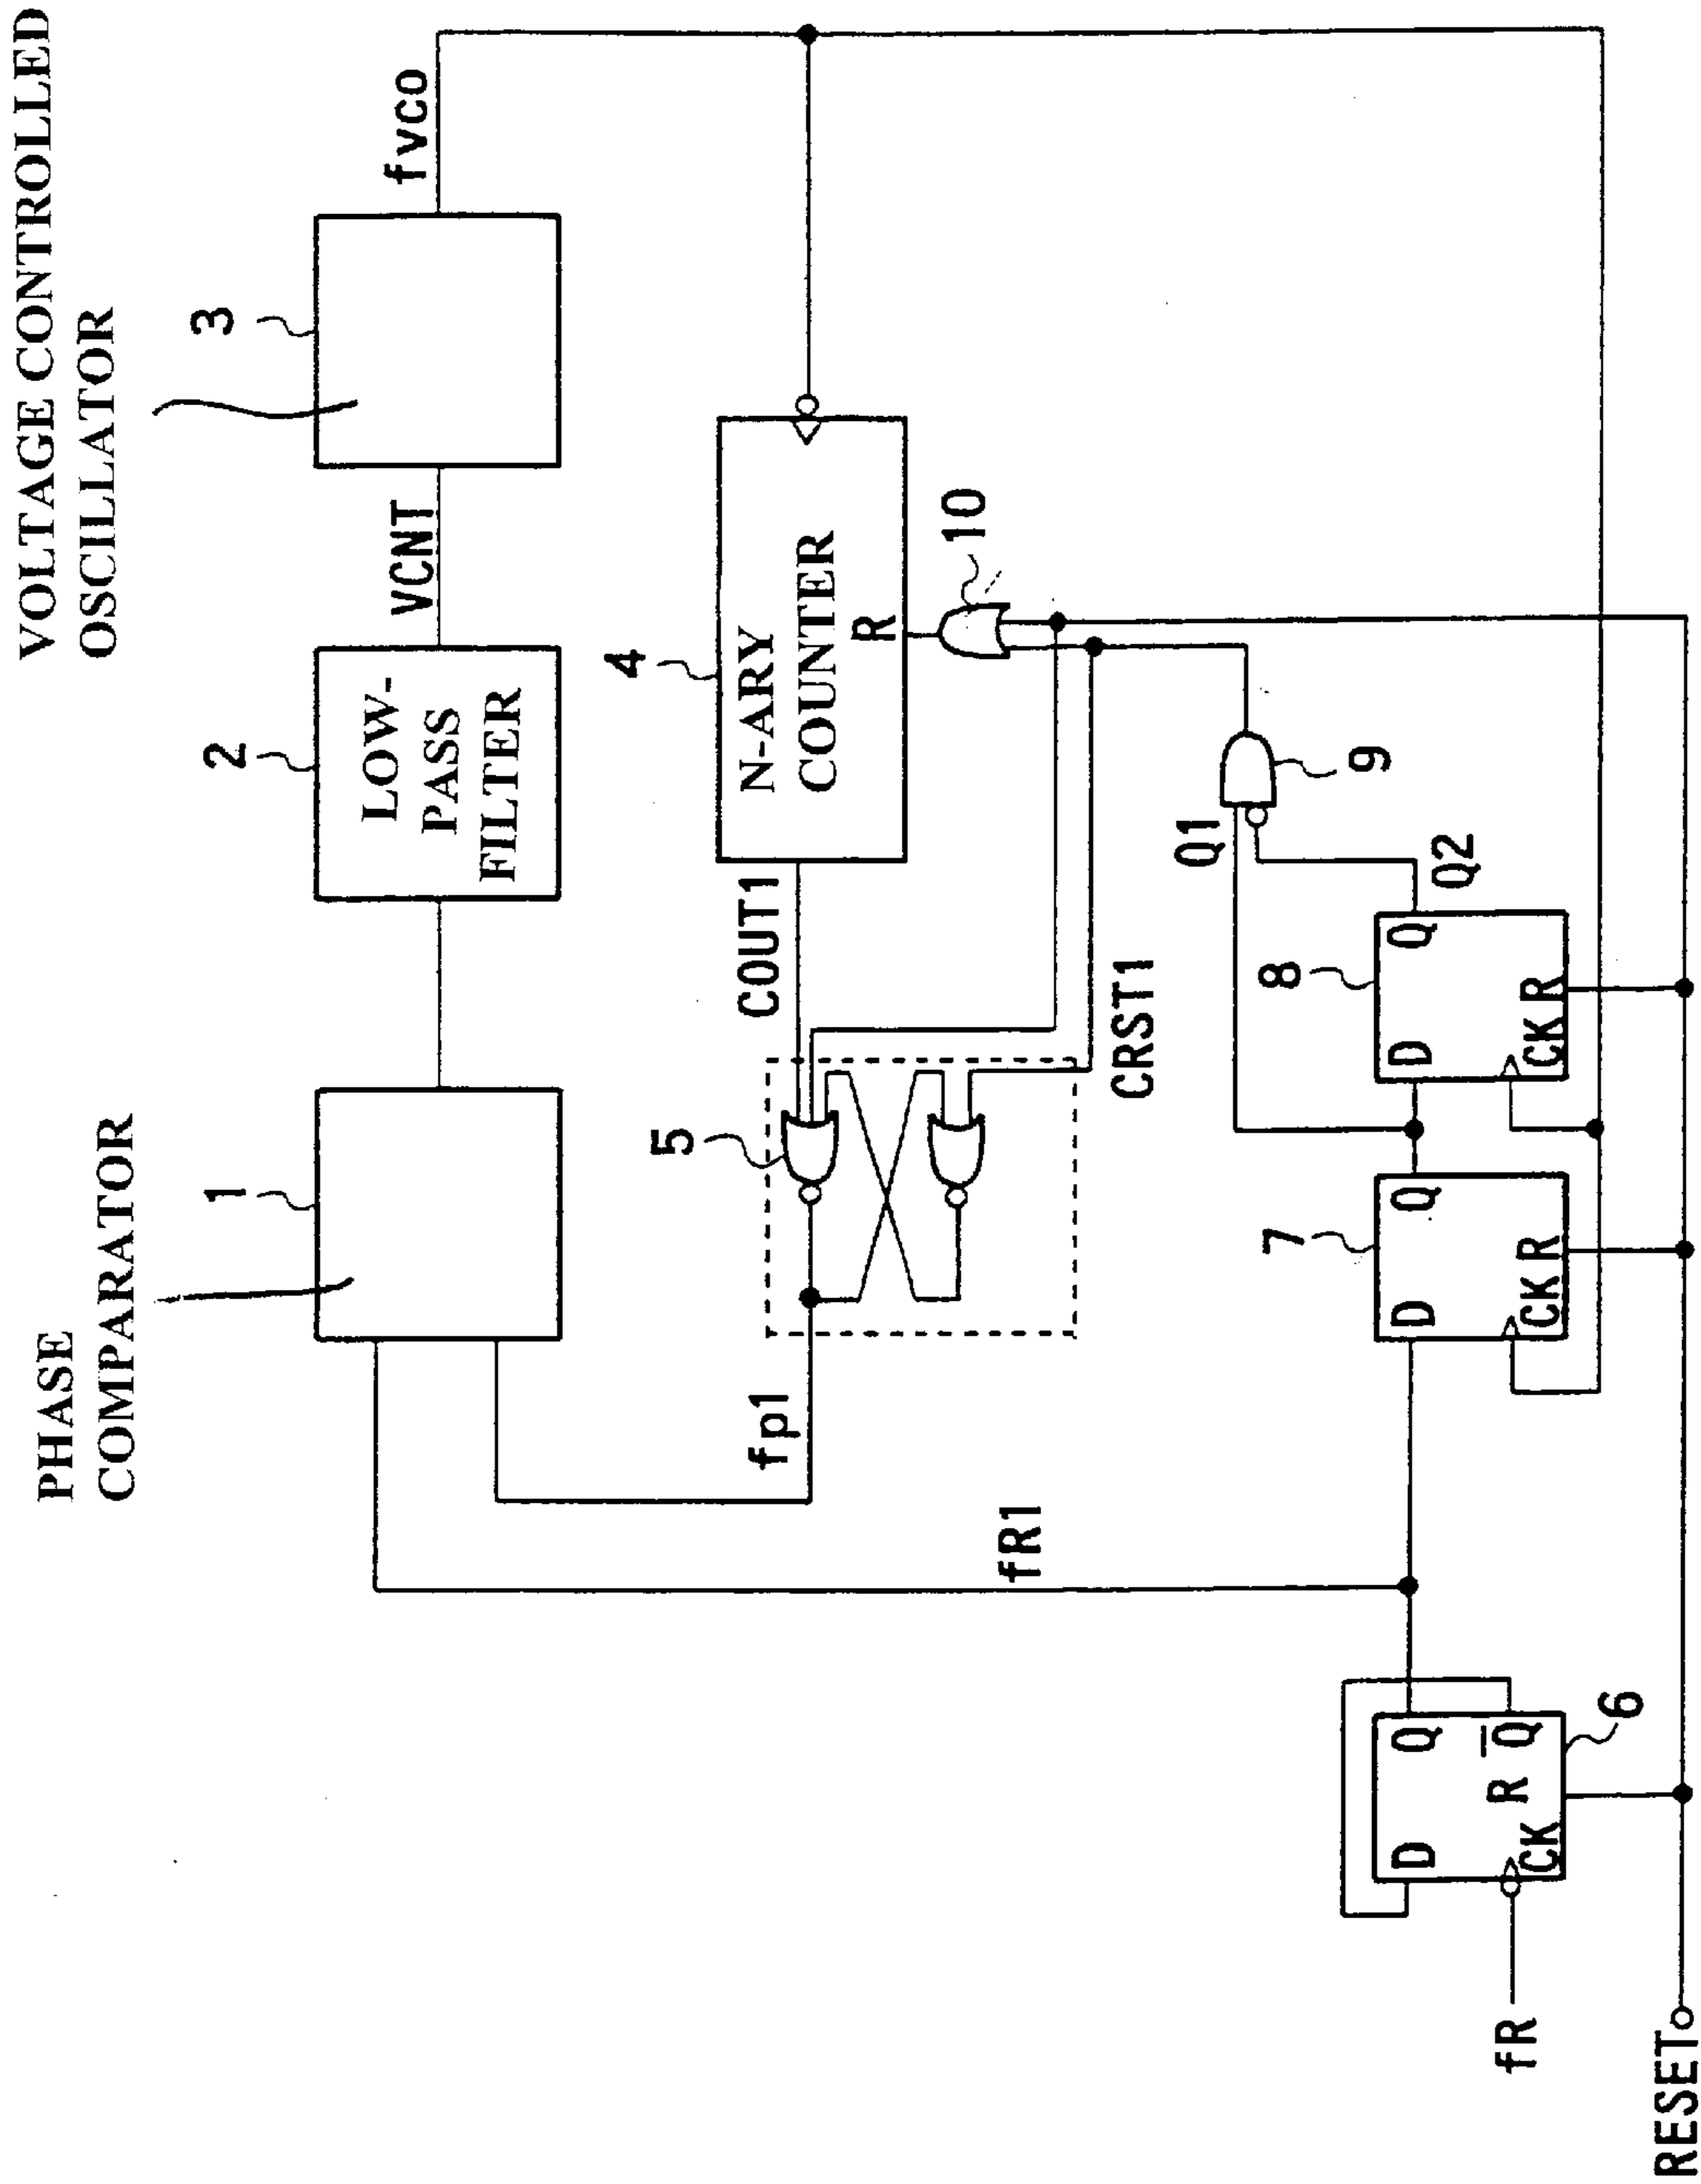 PHASE
COMPARATOR
VOLTAGE CONTROLLED
OSCILLATOR
1
2
LOW-
PASS
FILTER
VCNT
3
fvco
fp1
5
COUT1
4
N-ARY
COUNTER
R
10
fR1
CRST1
Q1
9
Q2
fR
D
Q
CK
R
Q̅
6
7
D
Q
CK
R
8
D
Q
CK
R
RESET